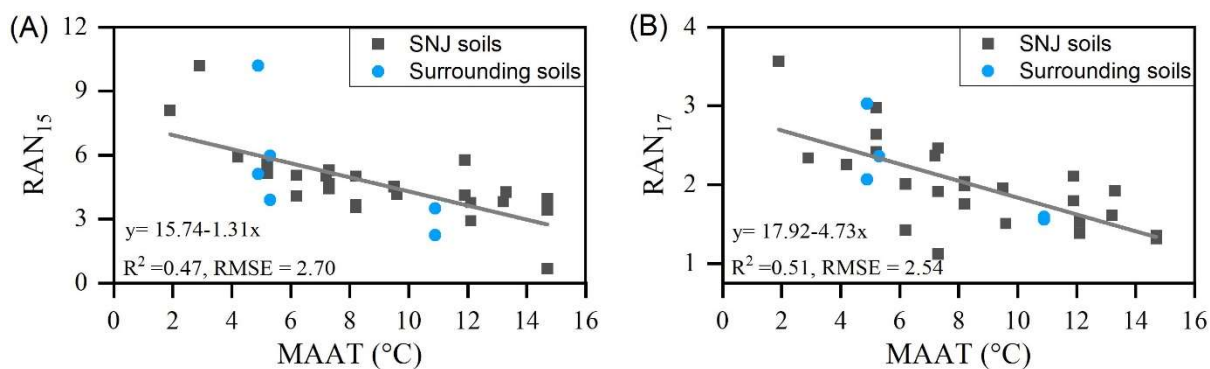 (A)
12
9
6
3
0
RAN15
SNJ soils
Surrounding soils
y= 15.74-1.31x
R2 =0.47, RMSE = 2.70
0 2 4 6 8 10 12 14 16
MAAT (°C)
(B)
4
3
2
1
RAN17
SNJ soils
Surrounding soils
y= 17.92-4.73x
R2 =0.51, RMSE = 2.54
0 2 4 6 8 10 12 14 16
MAAT (°C)